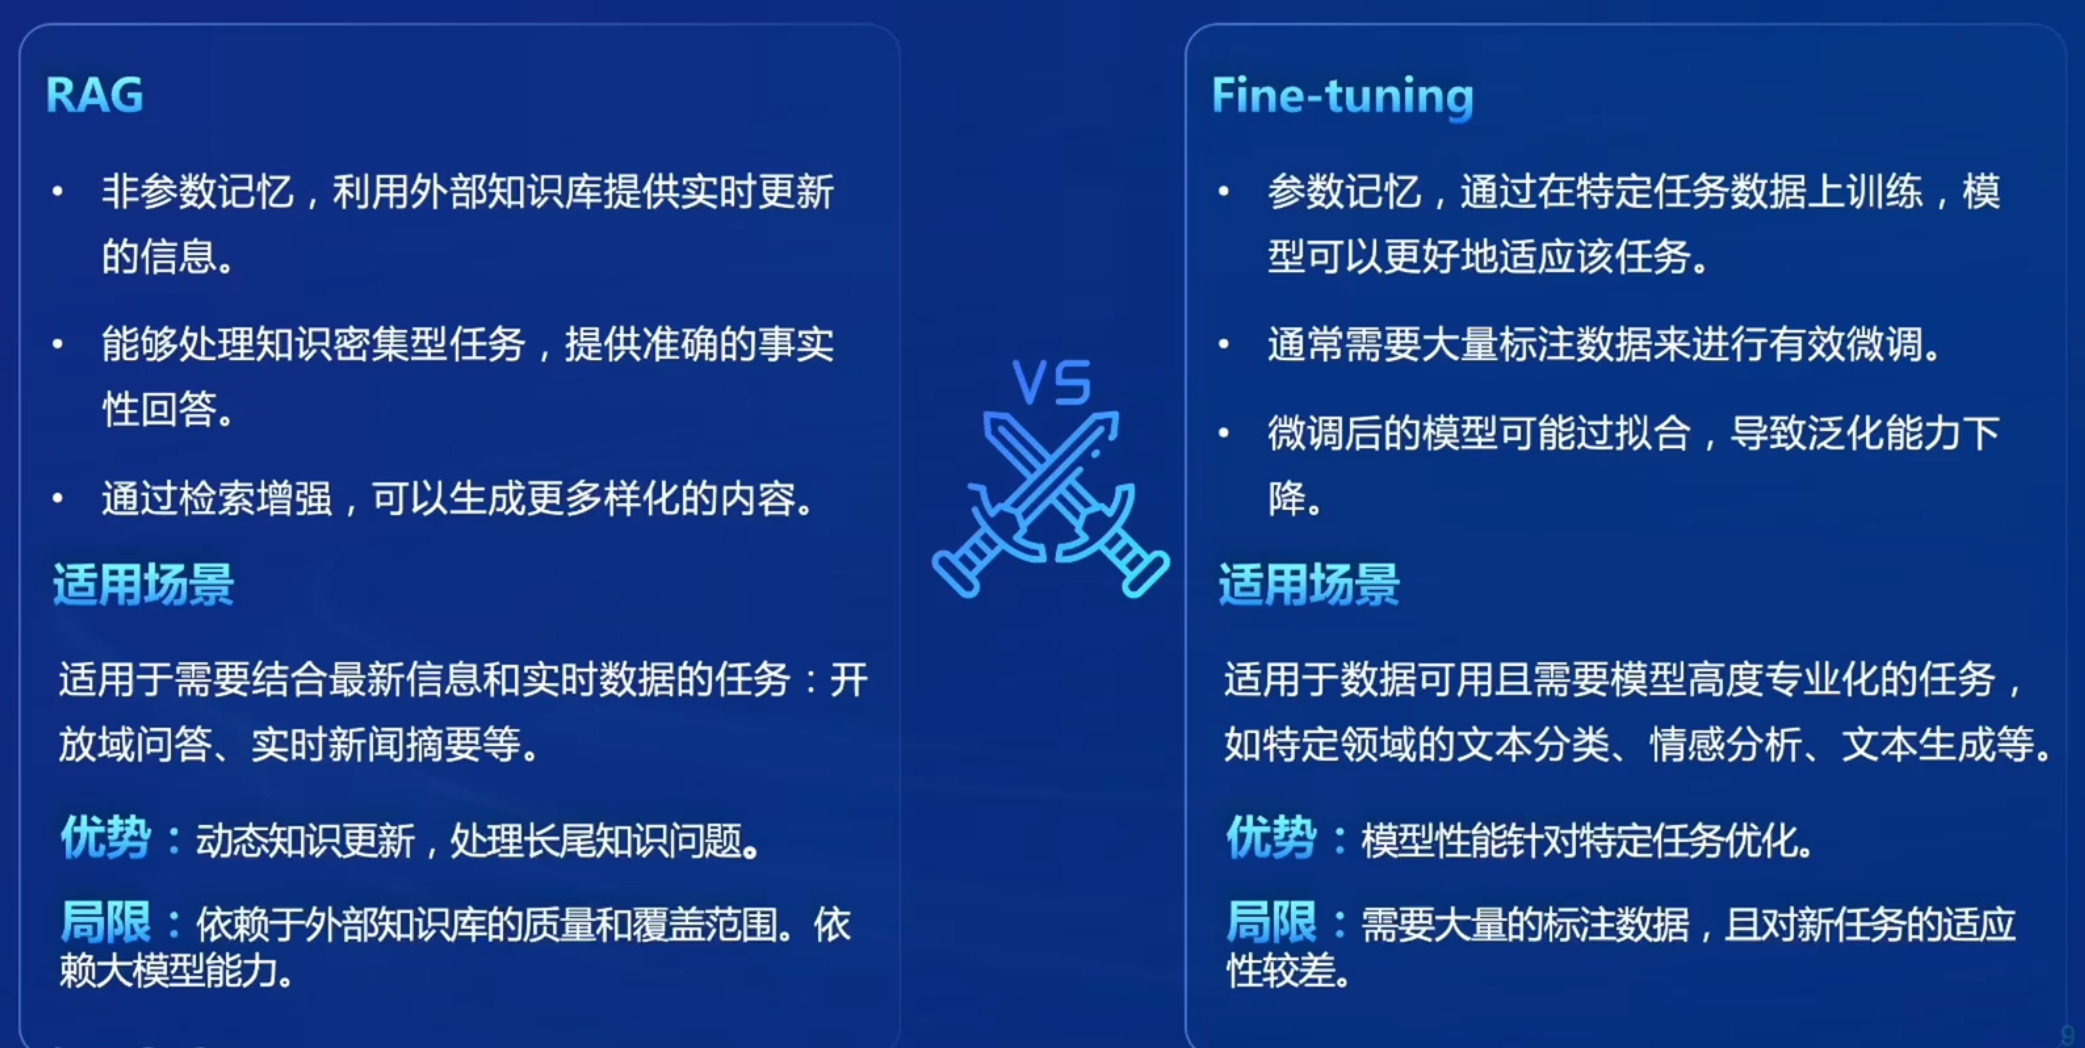 RAG
• 非参数记忆，利用外部知识库提供实时更新
的信息。
• 能够处理知识密集型任务，提供准确的事实
性回答。
• 通过检索增强，可以生成更多样化的内容。
适用场景
适用于需要结合最新信息和实时数据的任务：开
放域问答、实时新闻摘要等。
优势：动态知识更新，处理长尾知识问题。
局限：依赖于外部知识库的质量和覆盖范围。依
赖大模型能力。
VS
Fine-tuning
• 参数记忆，通过在特定任务数据上训练，模
型可以更好地适应该任务。
• 通常需要大量标注数据来进行有效微调。
• 微调后的模型可能过拟合，导致泛化能力下
降。
适用场景
适用于数据可用且需要模型高度专业化的任务，
如特定领域的文本分类、情感分析、文本生成等。
优势：模型性能针对特定任务优化。
局限：需要大量的标注数据，且对新任务的适应
性较差。
9